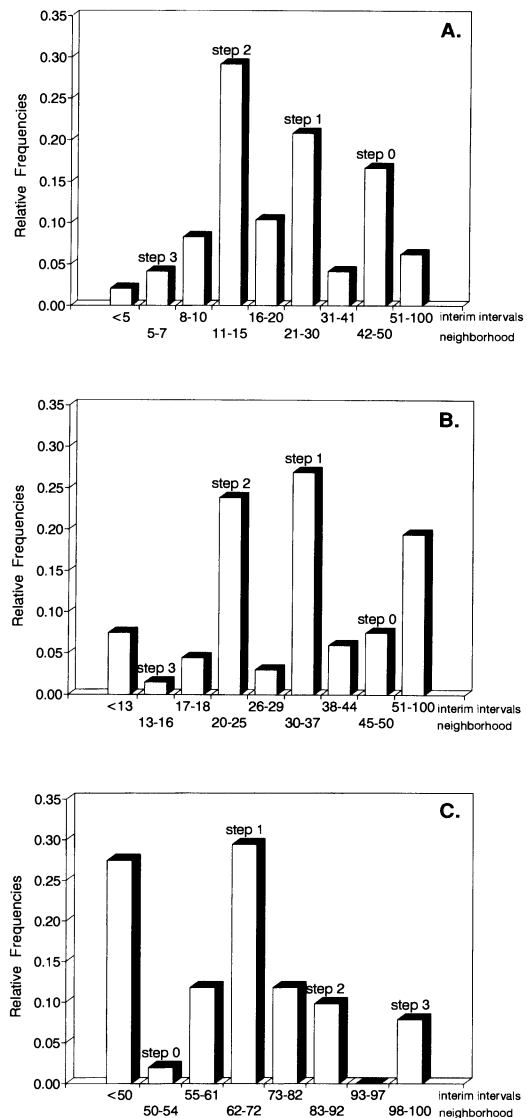 A.
0.35
0.30
0.25
0.20
0.15
0.10
0.05
0.00
Relative Frequencies
step 3
step 2
step 1
step 0
<5 8-10 16-20 31-41 51-100 interim intervals
5-7 11-15 21-30 42-50 neighborhood
B.
0.35
0.30
0.25
0.20
0.15
0.10
0.05
0.00
Relative Frequencies
step 3
step 2
step 1
step 0
<13 17-18 26-29 38-44 51-100 interim intervals
13-16 20-25 30-37 45-50 neighborhood
C.
0.35
0.30
0.25
0.20
0.15
0.10
0.05
0.00
Relative Frequencies
step 0
step 1
step 2
step 3
<50 55-61 73-82 93-97 interim intervals
50-54 62-72 83-92 98-100 neighborhood